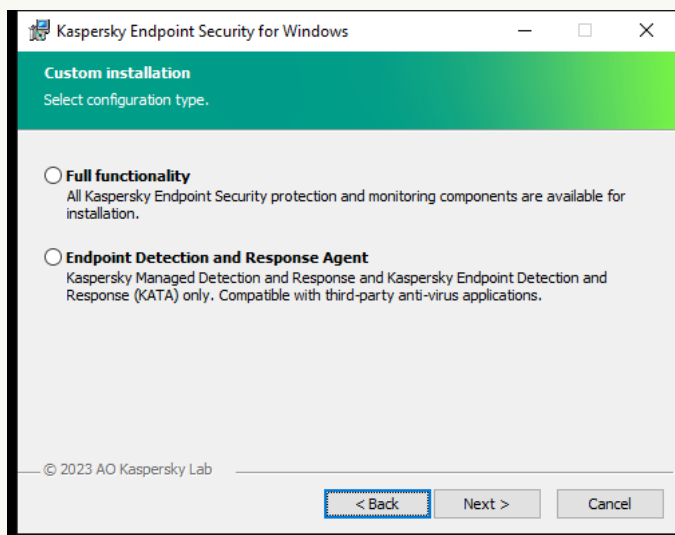 Kaspersky Endpoint Security for Windows
Custom installation
Select configuration type.
Full functionality
All Kaspersky Endpoint Security protection and monitoring components are available for
installation.
Endpoint Detection and Response Agent
Kaspersky Managed Detection and Response and Kaspersky Endpoint Detection and
Response (KATA) only. Compatible with third-party anti-virus applications.
© 2023 AO Kaspersky Lab
< Back Next > Cancel